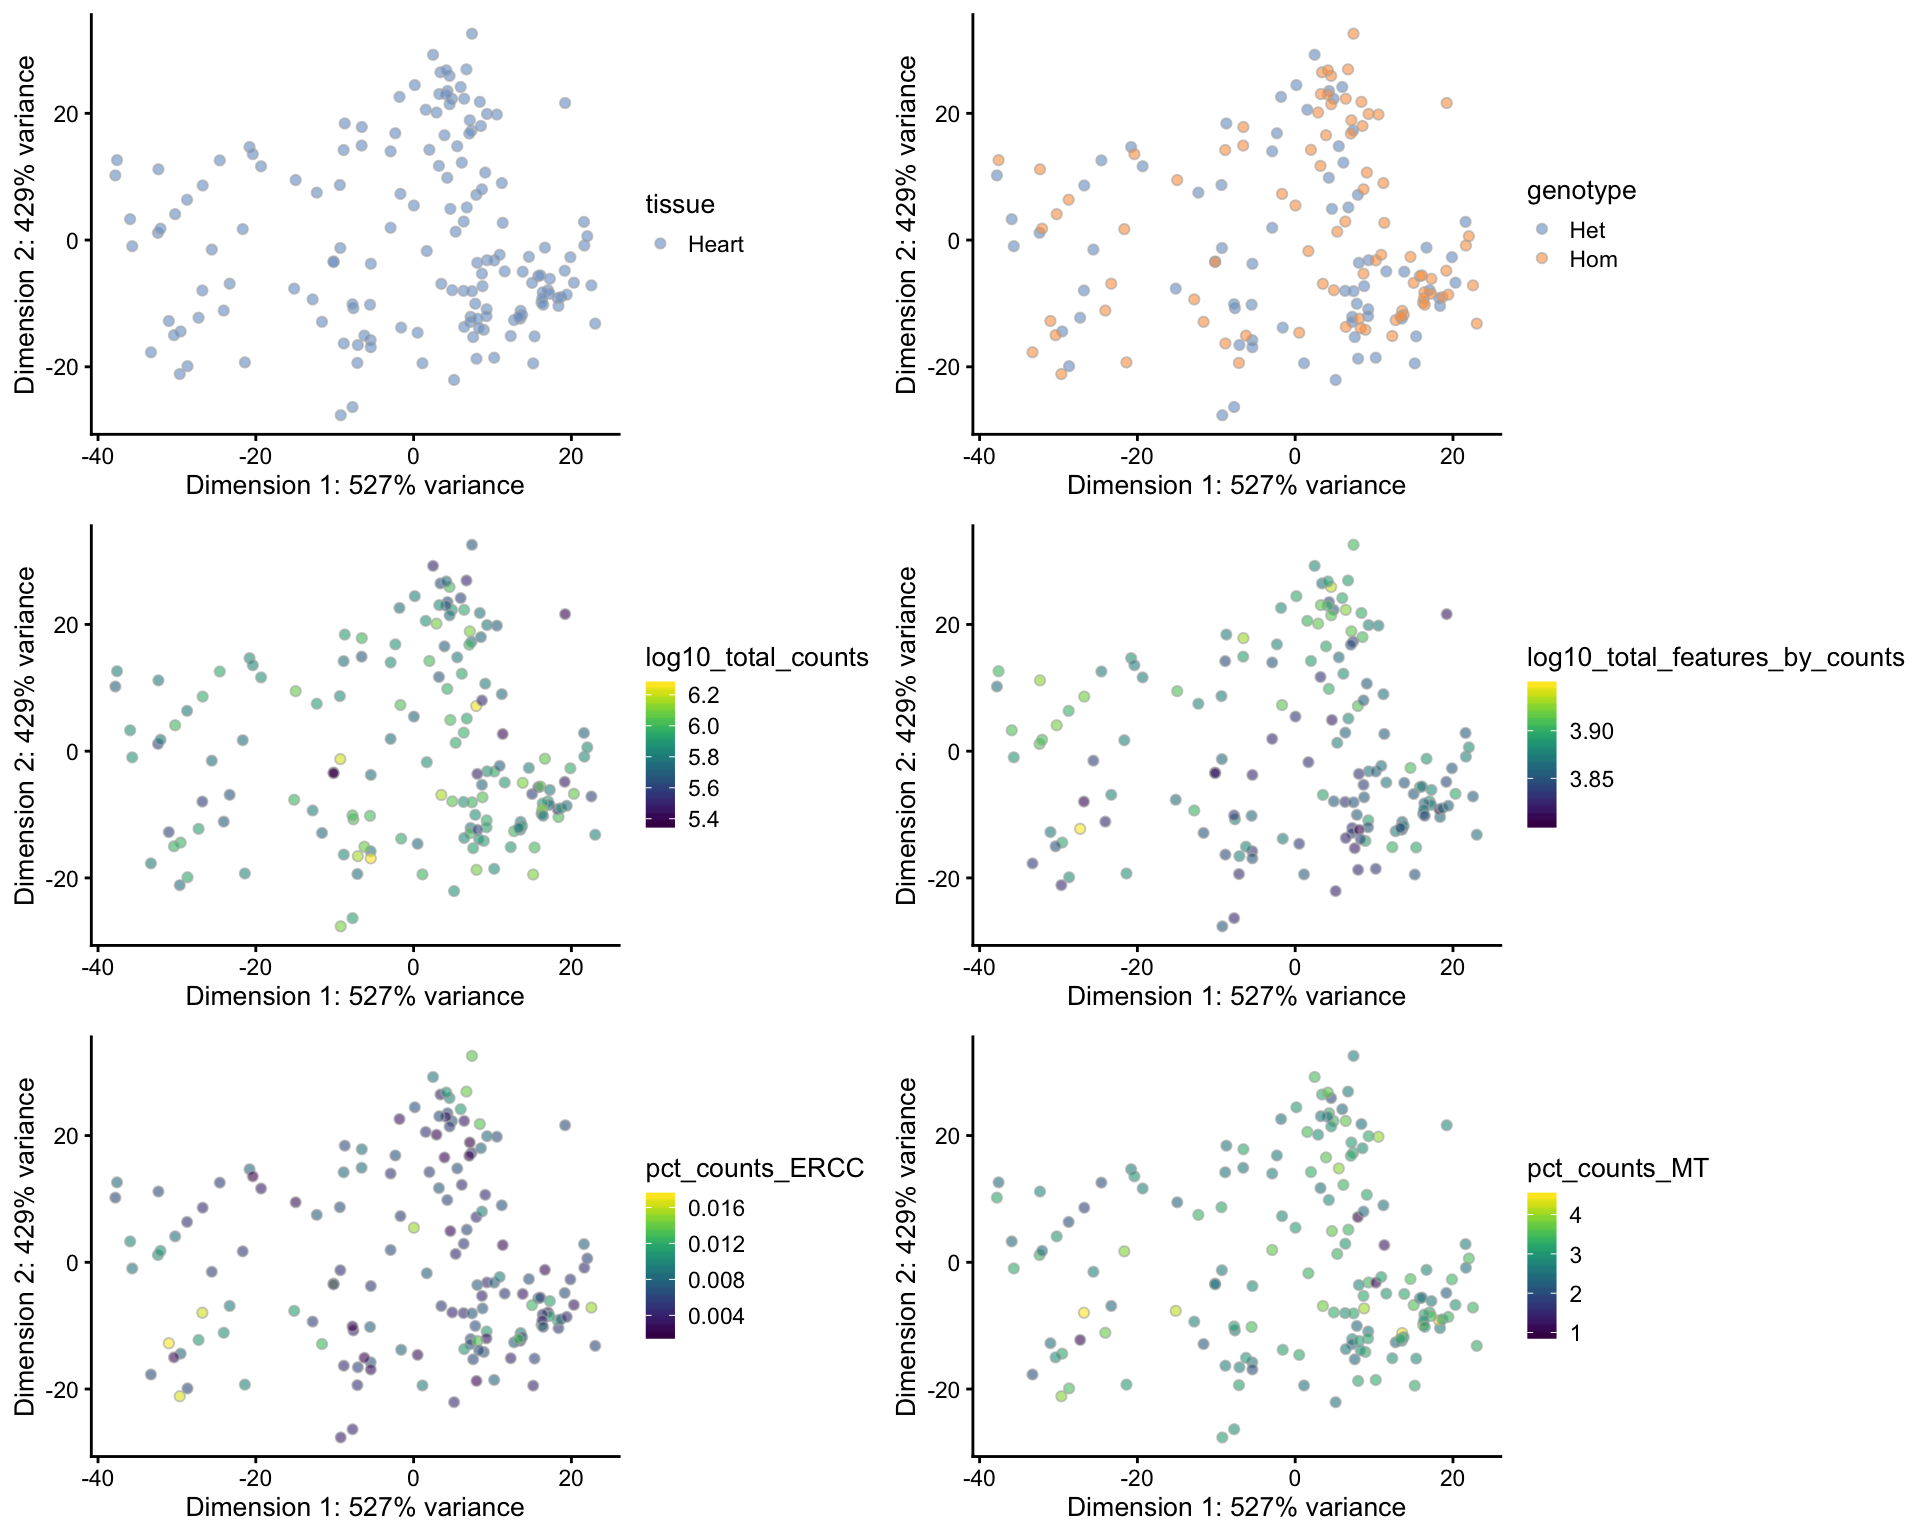 Dimension 2: 429% variance
20
0
-20
-40
-20
0
20
Dimension 1: 527% variance
tissue
Heart
Dimension 2: 429% variance
20
0
-20
-40
-20
0
20
Dimension 1: 527% variance
genotype
Het
Hom
Dimension 2: 429% variance
20
0
-20
-40
-20
0
20
Dimension 1: 527% variance
log10_total_counts
6.2
6.0
5.8
5.6
5.4
Dimension 2: 429% variance
20
0
-20
-40
-20
0
20
Dimension 1: 527% variance
log10_total_features_by_counts
3.90
3.85
Dimension 2: 429% variance
20
0
-20
-40
-20
0
20
Dimension 1: 527% variance
pct_counts_ERCC
0.016
0.012
0.008
0.004
Dimension 2: 429% variance
20
0
-20
-40
-20
0
20
Dimension 1: 527% variance
pct_counts_MT
4
3
2
1